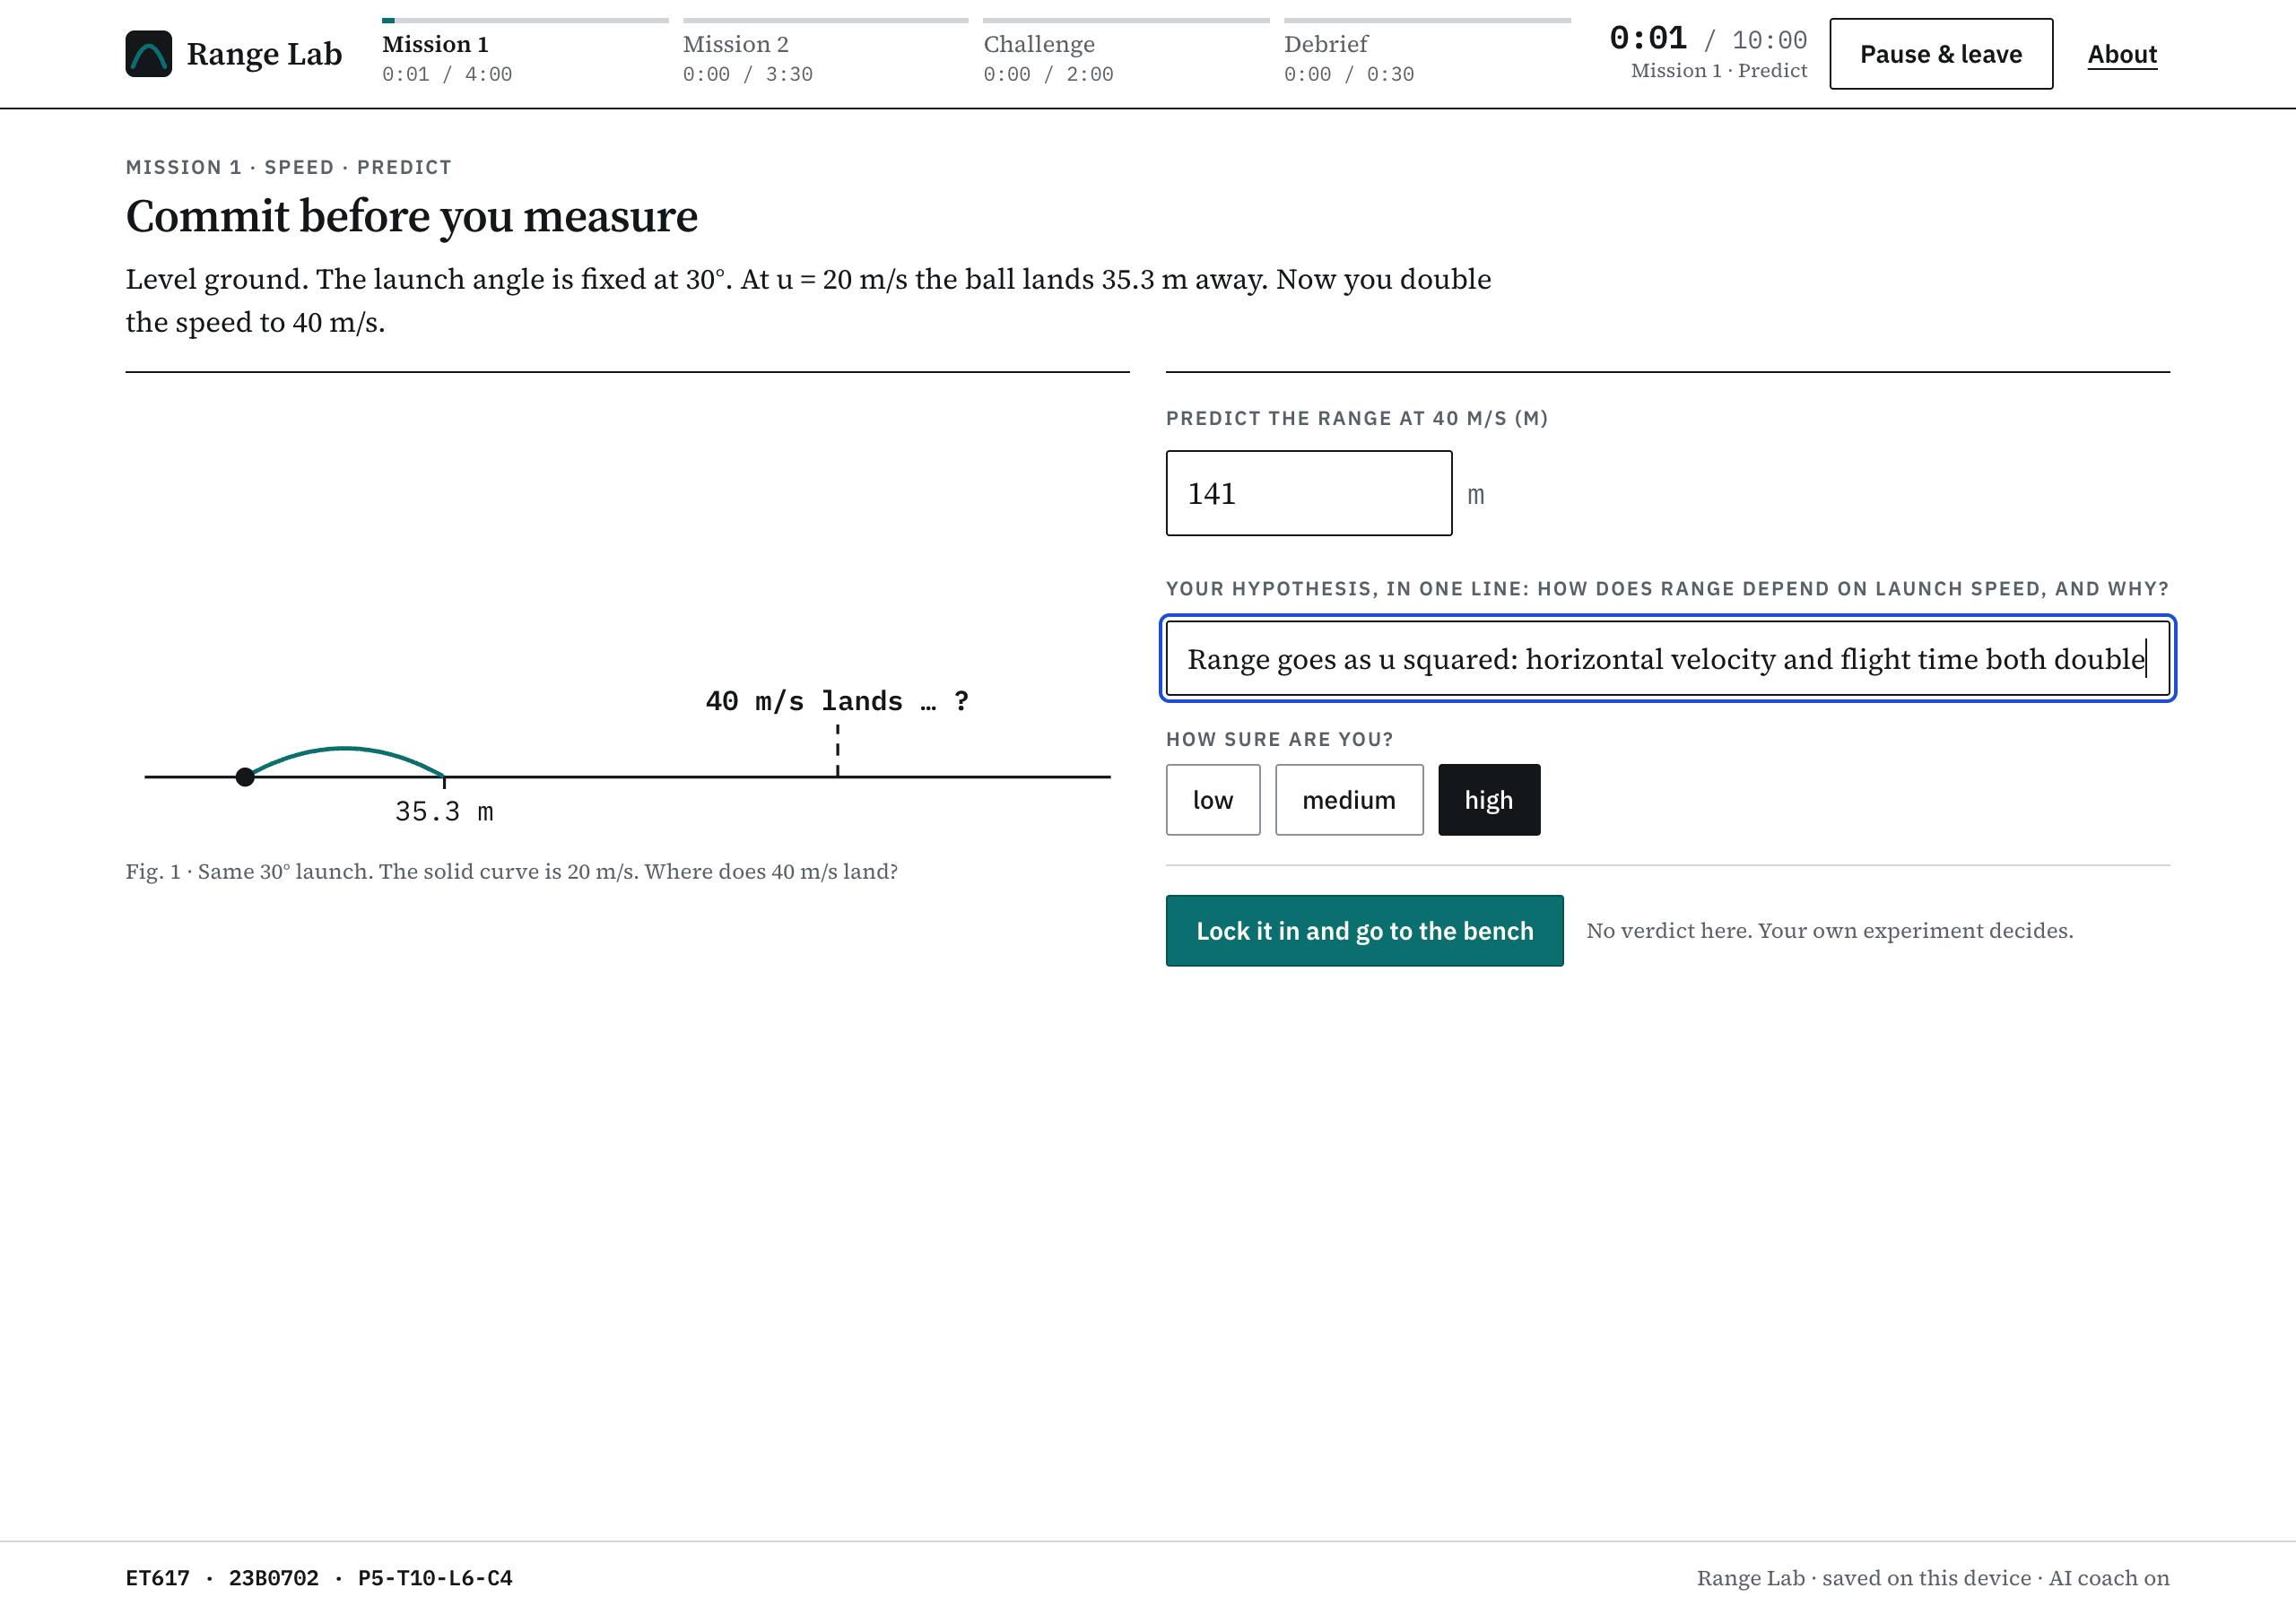 Range Lab
Mission 1
0:01 / 4:00
Mission 2
0:00 / 3:30
Challenge
0:00 / 2:00
Debrief
0:00 / 0:30
0:01 / 10:00
Mission 1 · Predict
Pause & leave
About
MISSION 1 · SPEED · PREDICT
Commit before you measure
Level ground. The launch angle is fixed at 30°. At u = 20 m/s the ball lands 35.3 m away. Now you double
the speed to 40 m/s.
40 m/s lands … ?
35.3 m
Fig. 1 · Same 30° launch. The solid curve is 20 m/s. Where does 40 m/s land?
PREDICT THE RANGE AT 40 M/S (M)
141 m
YOUR HYPOTHESIS, IN ONE LINE: HOW DOES RANGE DEPEND ON LAUNCH SPEED, AND WHY?
Range goes as u squared: horizontal velocity and flight time both double
HOW SURE ARE YOU?
low medium high
Lock it in and go to the bench
No verdict here. Your own experiment decides.
ET617 · 23B0702 · P5-T10-L6-C4
Range Lab · saved on this device · AI coach on